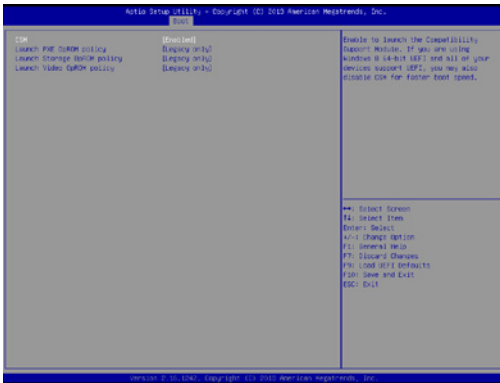 Aptio Setup Utility - Copyright (C) 2013 American Megatrends, Inc.
Boot
CSM [Enabled]
Launch PXE OpROM policy [Legacy only]
Launch Storage OpROM policy [Legacy only]
Launch Video OpROM policy [Legacy only]
Enable to launch the Compatibility
Support Module. If you are using
Windows 8 64-bit UEFI and all of your
devices support UEFI, you may also
disable CSM for faster boot speed.
↔: Select Screen
↑↓: Select Item
Enter: Select
+/-: Change Option
F1: General Help
F7: Discard Changes
F9: Load UEFI Defaults
F10: Save and Exit
ESC: Exit
Version 2.16.1242. Copyright (C) 2013 American Megatrends, Inc.